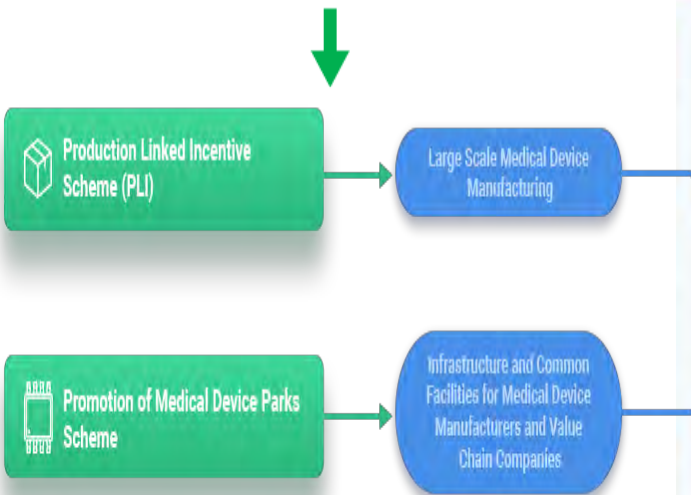 Production Linked Incentive
Scheme (PLI)
Large Scale Medical Device
Manufacturing
Promotion of Medical Device Parks
Scheme
Infrastructure and Common
Facilities for Medical Device
Manufacturers and Value
Chain Companies